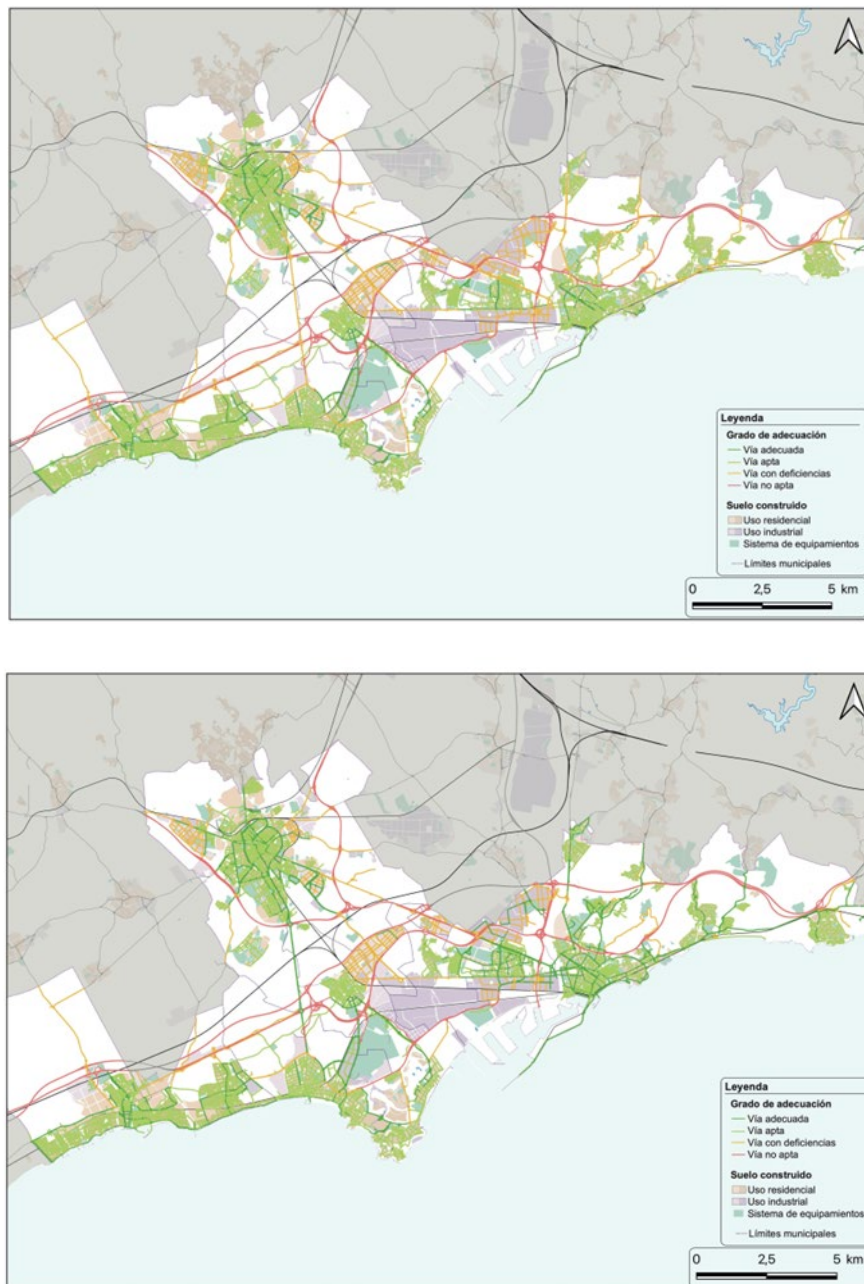 Leyenda
Grado de adecuación
Vía adecuada
Vía apta
Vía con deficiencias
Vía no apta
Suelo construido
Uso residencial
Uso industrial
Sistema de equipamientos
Límites municipales
0 2,5 5 km
Leyenda
Grado de adecuación
Vía adecuada
Vía apta
Vía con deficiencias
Vía no apta
Suelo construido
Uso residencial
Uso industrial
Sistema de equipamientos
Límites municipales
0 2,5 5 km